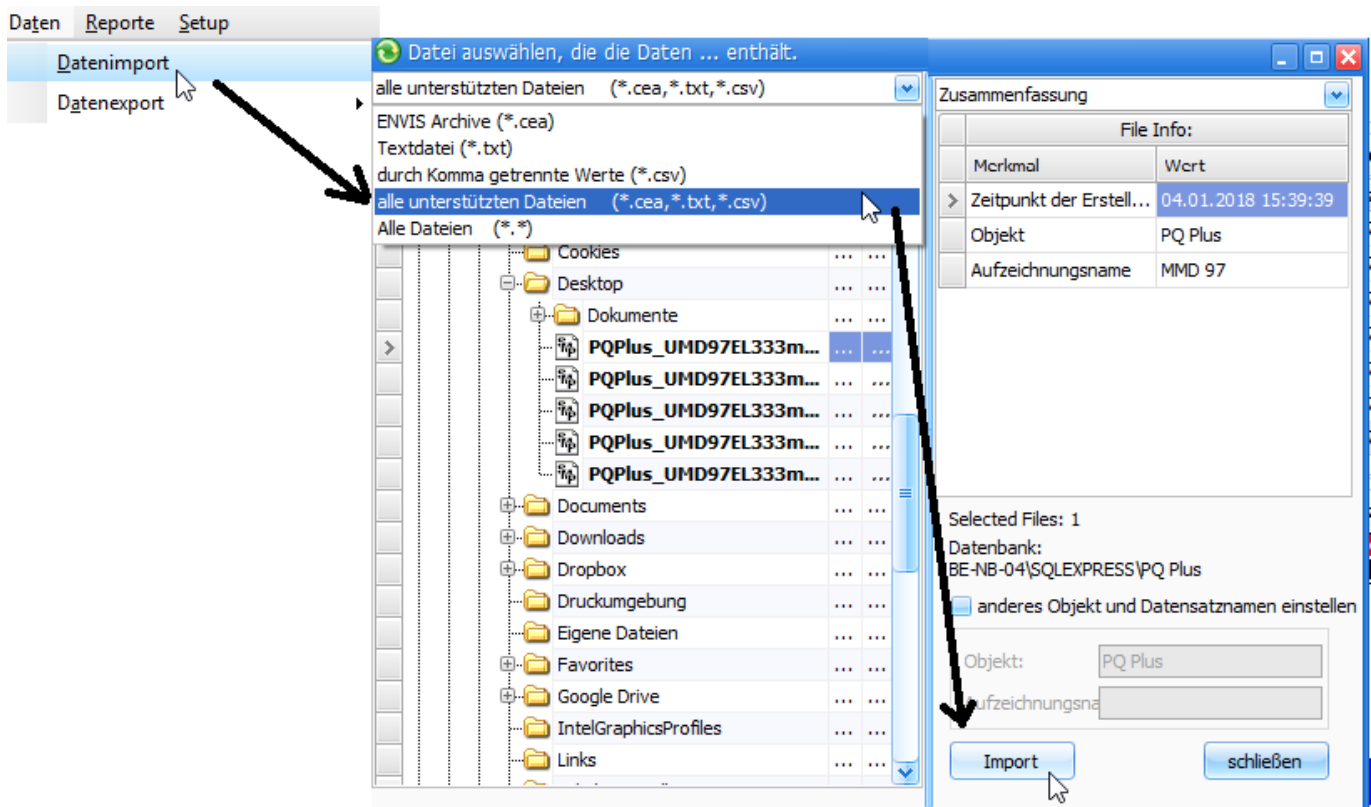 Daten Reporte Setup
Datenimport
Datenexport
Datei auswählen, die die Daten ... enthält.
alle unterstützten Dateien (*.cea,*.txt,*.csv)
ENVIS Archive (*.cea)
Textdatei (*.txt)
durch Komma getrennte Werte (*.csv)
alle unterstützten Dateien (*.cea,*.txt,*.csv)
Alle Dateien (*.*)
Cookies ... ...
Desktop ... ...
Dokumente ... ...
PQPlus_UMD97EL333m... ... ...
PQPlus_UMD97EL333m... ... ...
PQPlus_UMD97EL333m... ... ...
PQPlus_UMD97EL333m... ... ...
PQPlus_UMD97EL333m... ... ...
Documents ... ...
Downloads ... ...
Dropbox ... ...
Druckumgebung ... ...
Eigene Dateien ... ...
Favorites ... ...
Google Drive ... ...
IntelGraphicsProfiles ... ...
Links ... ...
Zusammenfassung
File Info:
Merkmal Wert
Zeitpunkt der Erstell... 04.01.2018 15:39:39
Objekt PQ Plus
Aufzeichnungsname MMD 97
Selected Files: 1
Datenbank:
BE-NB-04\SQLEXPRESS\PQ Plus
anderes Objekt und Datensatznamen einstellen
Objekt: PQ Plus
Aufzeichnungsna
Import schließen